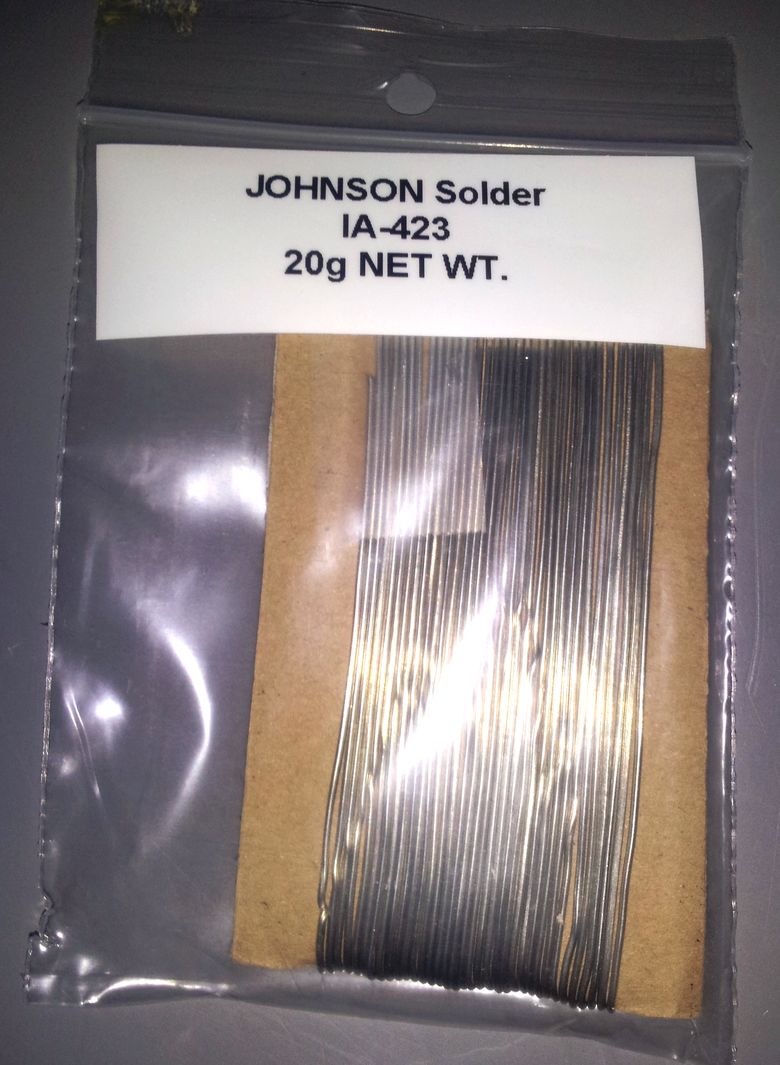 JOHNSON Solder
IA-423
20g NET WT.